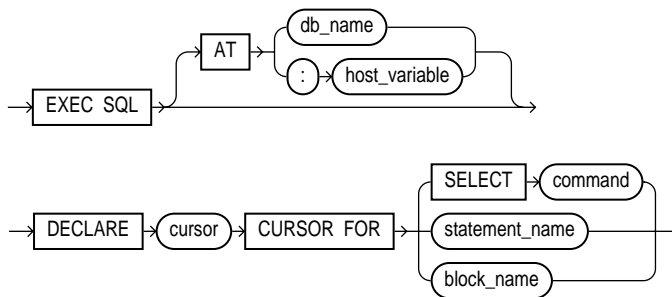 db_name
AT
: host_variable
EXEC SQL
SELECT command
DECLARE cursor CURSOR FOR statement_name
block_name